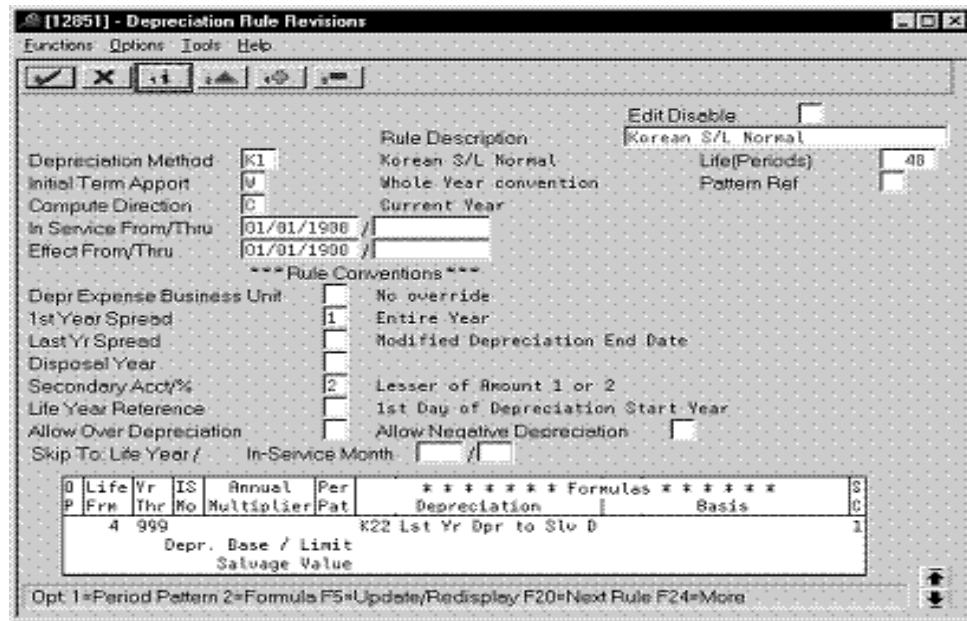 [12851] - Depreciation Rule Revisions
Functions Options Tools Help
Edit Disable
Rule Description Korean S/L Normal
Depreciation Method K1 Korean S/L Normal Life(Periods) 48
Initial Term Apport W Whole Year convention Pattern Ref
Compute Direction C Current Year
In Service From/Thru 01/01/1900 /
Effect From/Thru 01/01/1900 /
*** Rule Conventions ***
Depr Expense Business Unit No override
1st Year Spread 1 Entire Year
Last Yr Spread Modified Depreciation End Date
Disposal Year
Secondary Acct/% 2 Lesser of Amount 1 or 2
Life Year Reference 1st Day of Depreciation Start Year
Allow Over Depreciation Allow Negative Depreciation
Skip To: Life Year / In-Service Month /
O Life Yr IS Annual Per * * * * * * * Formulas * * * * * * S
P Frm Thr Mo Multiplier Pat Depreciation | Basis C
4 999 K22 Lst Yr Dpr to Slv D 1
Depr. Base / Limit
Salvage Value
Opt: 1=Period Pattern 2=Formula F5=Update/Redisplay F20=Next Rule F24=More